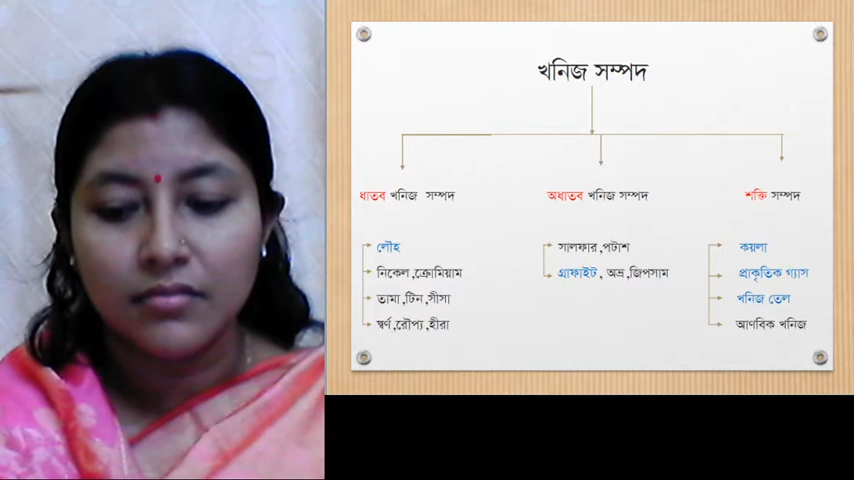 খনিজ সম্পদ
ধাতব খনিজ সম্পদ
লৌহ
নিকেল,ক্রোমিয়াম
তামা,টিন,সীসা
স্বর্ণ,রৌপ্য,হীরা
অধাতব খনিজ সম্পদ
সালফার,পটাশ
গ্রাফাইট, অভ্র,জিপসাম
শক্তি সম্পদ
কয়লা
প্রাকৃতিক গ্যাস
খনিজ তেল
আণবিক খনিজ